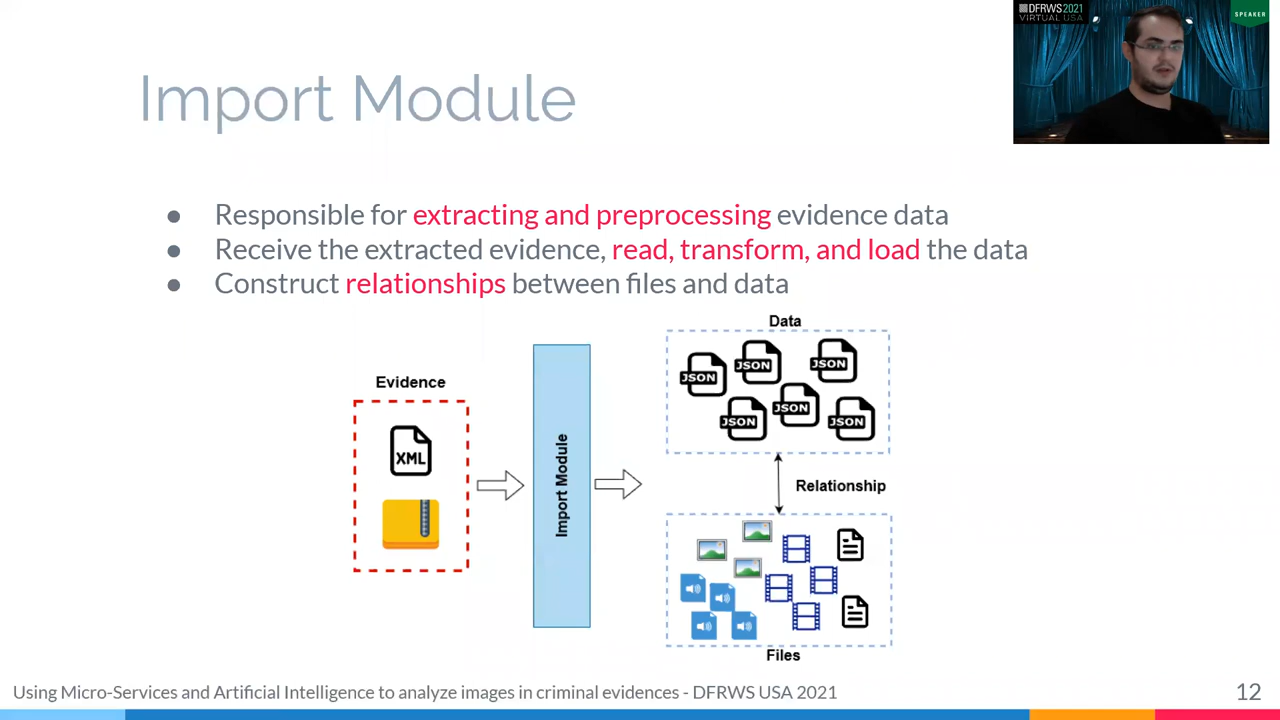 DFRWS2021
VIRTUAL USA
SPEAKER
Import Module
● Responsible for extracting and preprocessing evidence data
● Receive the extracted evidence, read, transform, and load the data
● Construct relationships between files and data
Data
JSON
JSON
JSON
JSON
JSON
JSON
Evidence
XML
Import Module
Relationship
Files
Using Micro-Services and Artificial Intelligence to analyze images in criminal evidences - DFRWS USA 2021
12